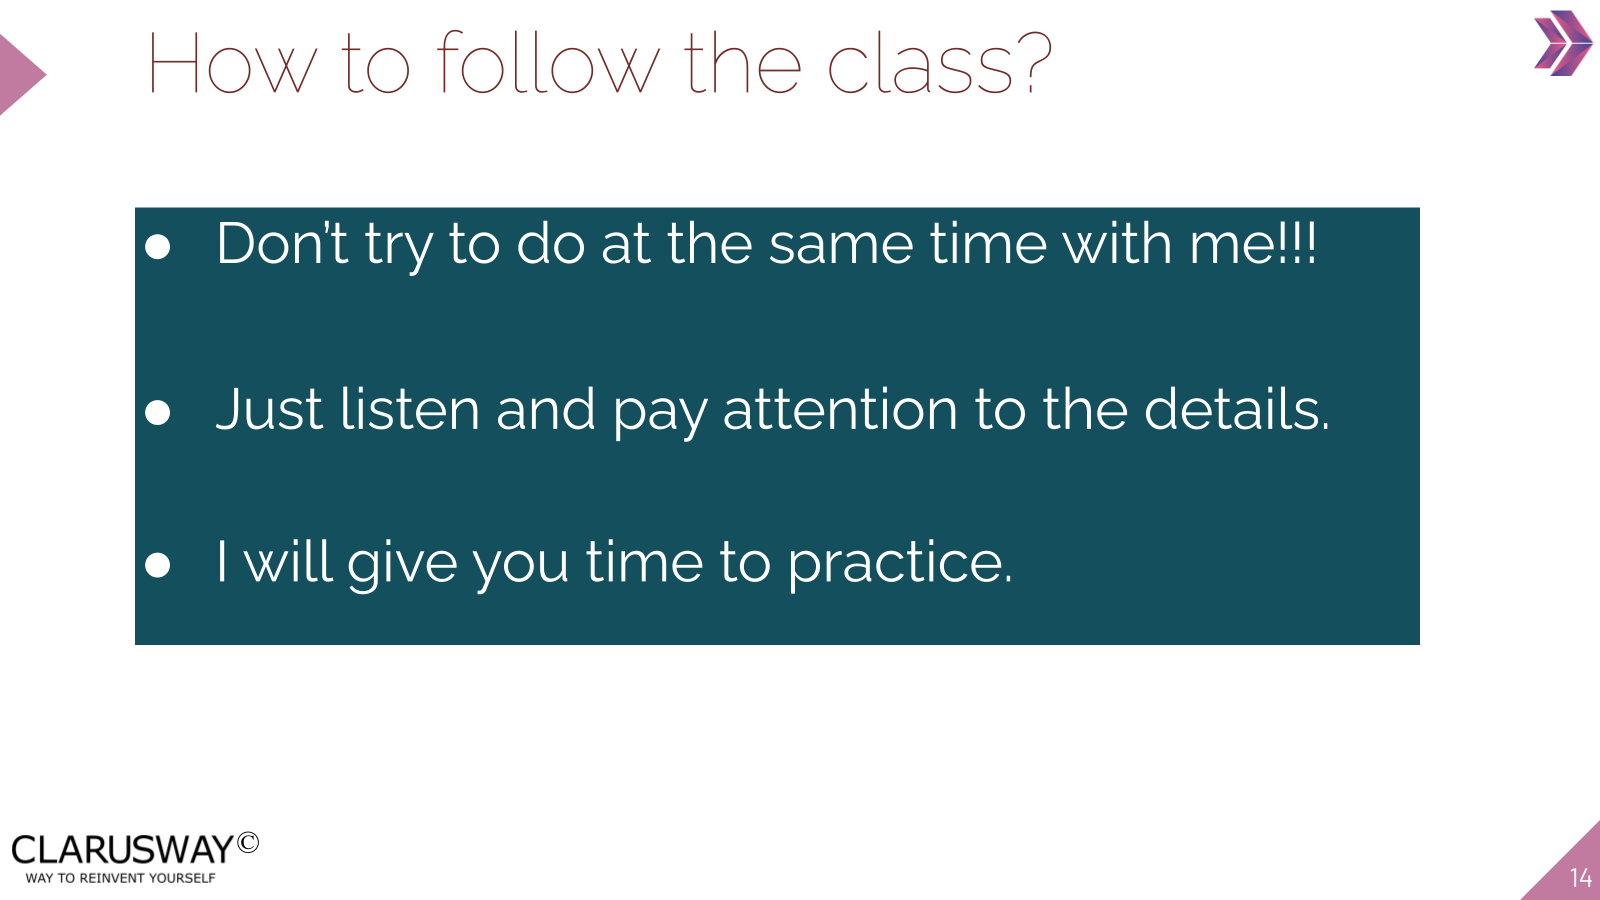 How to follow the class?
● Don’t try to do at the same time with me!!!
● Just listen and pay attention to the details.
● I will give you time to practice.
CLARUSWAY©
WAY TO REINVENT YOURSELF
14